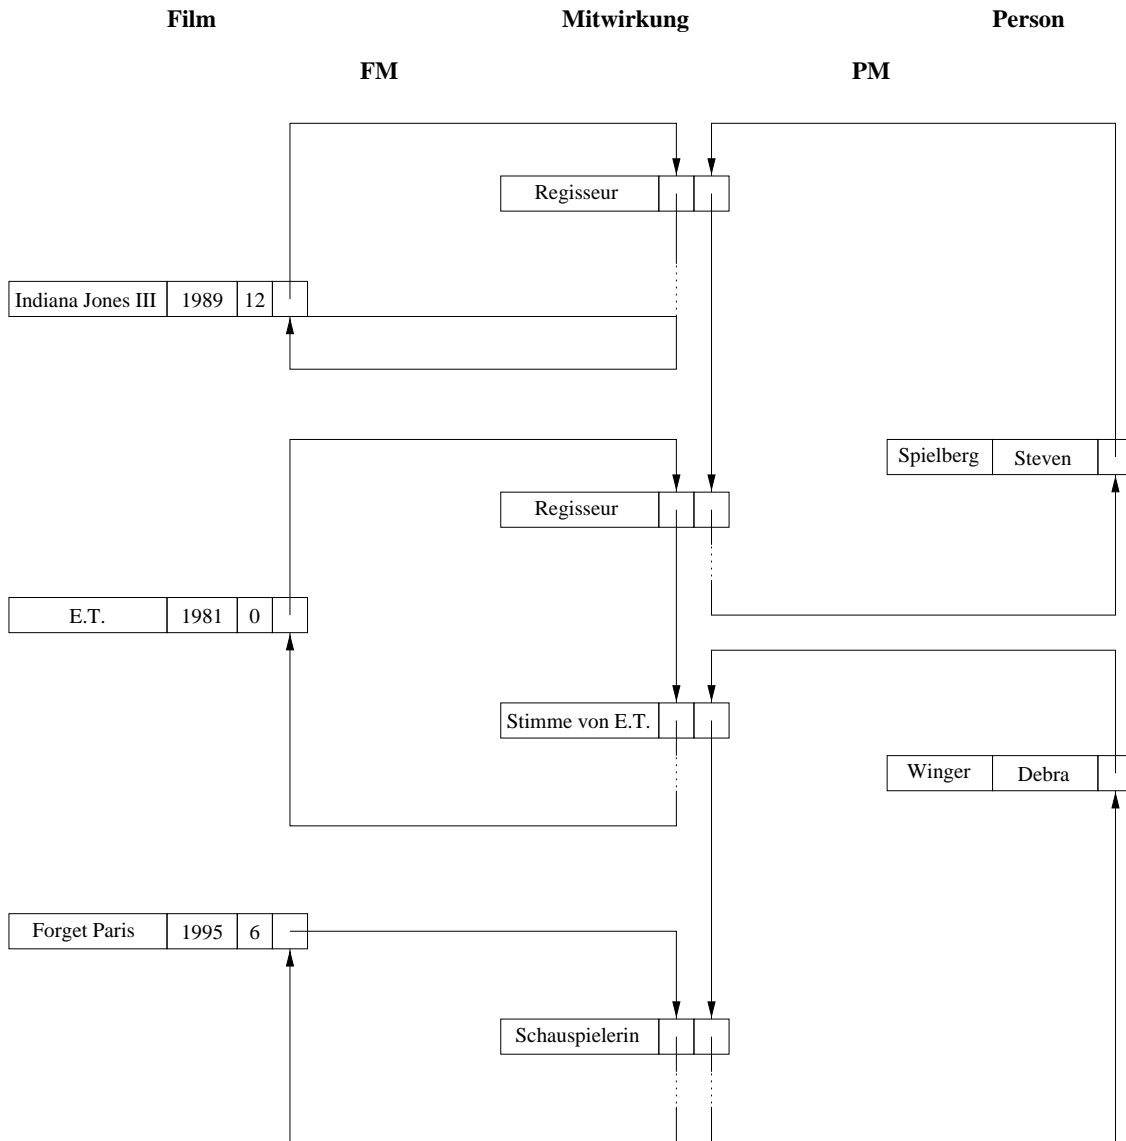 Film Mitwirkung Person
FM PM
Regisseur
Indiana Jones III 1989 12
Spielberg Steven
Regisseur
E.T. 1981 0
Stimme von E.T.
Winger Debra
Forget Paris 1995 6
Schauspielerin